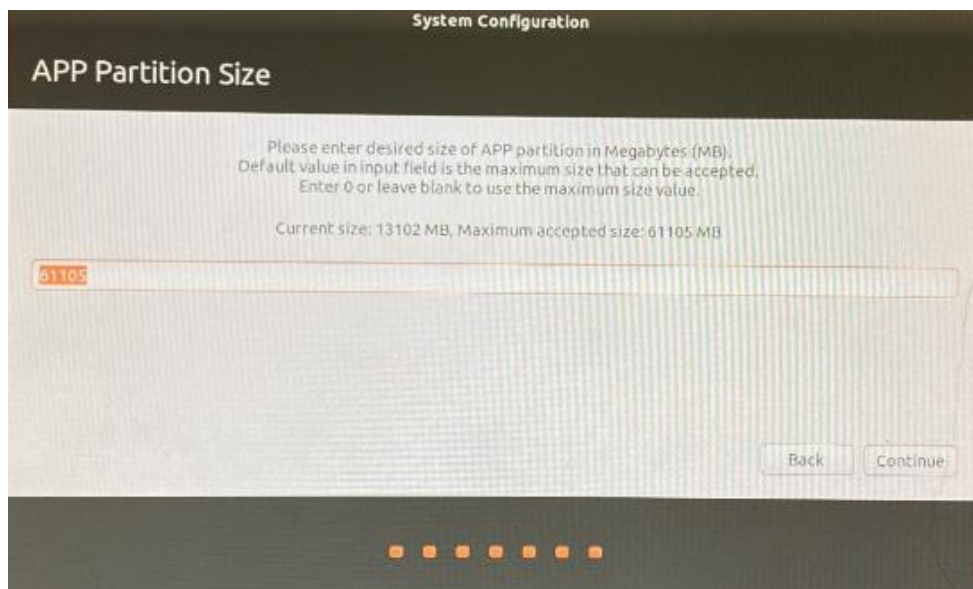 System Configuration
APP Partition Size
Please enter desired size of APP partition in Megabytes (MB).
Default value in input field is the maximum size that can be accepted.
Enter 0 or leave blank to use the maximum size value.
Current size: 13102 MB, Maximum accepted size: 61105 MB
61105
Back Continue